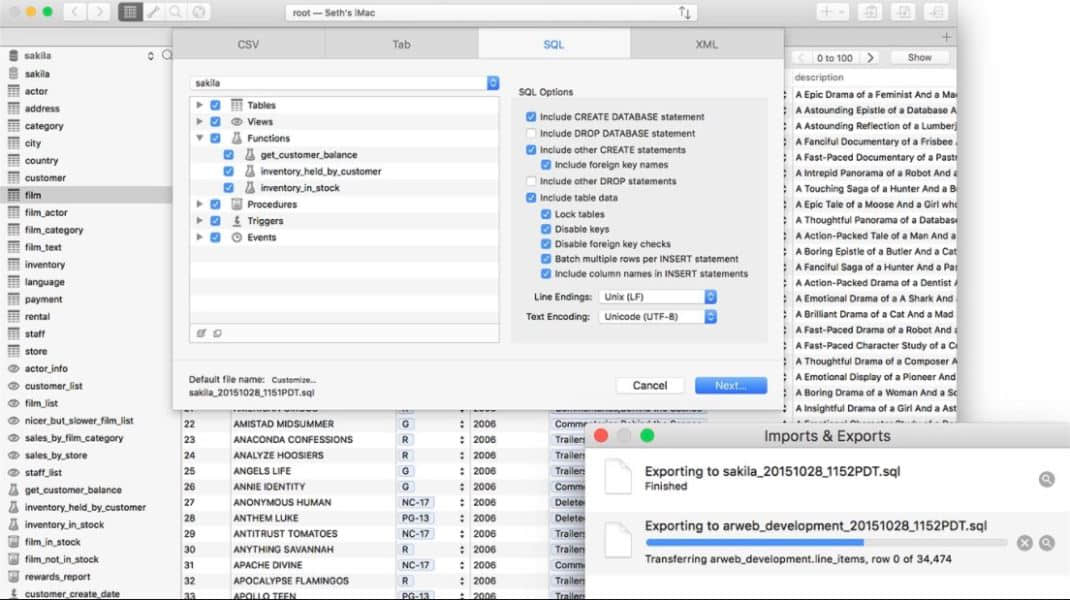 root — Seth's iMac
sakila
sakila
actor
address
category
city
country
customer
film
film_actor
film_category
film_text
inventory
language
payment
rental
staff
store
actor_info
customer_list
film_list
nicer_but_slower_film_list
sales_by_film_category
sales_by_store
staff_list
get_customer_balance
inventory_held_by_customer
inventory_in_stock
film_in_stock
film_not_in_stock
rewards_report
customer_create_date
CSV
Tab
SQL
XML
sakila
Tables
Views
Functions
get_customer_balance
inventory_held_by_customer
inventory_in_stock
Procedures
Triggers
Events
SQL Options
Include CREATE DATABASE statement
Include DROP DATABASE statement
Include other CREATE statements
Include foreign key names
Include other DROP statements
Include table data
Lock tables
Disable keys
Disable foreign key checks
Batch multiple rows per INSERT statement
Include column names in INSERT statements
Line Endings: Unix (LF)
Text Encoding: Unicode (UTF-8)
Default file name: Customize...
sakila_20151028_1151PDT.sql
Cancel
Next...
0 to 100
Show
description
A Epic Drama of a Feminist And a Ma
A Astounding Epistle of a Database A
A Astounding Reflection of a Lumberj
A Fanciful Documentary of a Frisbee
A Fast-Paced Documentary of a Past
A Intrepid Panorama of a Robot And
A Touching Saga of a Hunter And a B
A Epic Tale of a Moose And a Girl who
A Thoughtful Panorama of a Database
A Action-Packed Tale of a Man And a
A Boring Epistle of a Butler And a Cat
A Fanciful Saga of a Hunter And a Pa
A Action-Packed Drama of a Dentist
A Emotional Drama of a A Shark And
A Brilliant Drama of a Cat And a Mad
A Fast-Paced Drama of a Robot And a
A Fast-Paced Character Study of a C
A Thoughtful Drama of a Composer A
A Emotional Display of a Pioneer And
A Boring Drama of a Woman And a S
A Insightful Drama of a Girl And a Ast
22 AMISTAD MIDSUMMER G 2006 Comm
23 ANACONDA CONFESSIONS R 2006 Trailers
24 ANALYZE HOOSIERS R 2006 Trailers
25 ANGELS LIFE G 2006 Trailers
26 ANNIE IDENTITY G 2006 Comm
27 ANONYMOUS HUMAN NC-17 2006 Deleted
28 ANTHEM LUKE PG-13 2006 Deleted
29 ANTITRUST TOMATOES NC-17 2006 Trailers
30 ANYTHING SAVANNAH R 2006 Trailers
31 APACHE DIVINE NC-17 2006 Comm
32 APOCALYPSE FLAMINGOS R 2006 Trailers
33 APOLLO TEEN PG-13 2006 Trailers
Imports & Exports
Exporting to sakila_20151028_1152PDT.sql
Finished
Exporting to arweb_development_20151028_1152PDT.sql
Transferring arweb_development.line_items, row 0 of 34,474